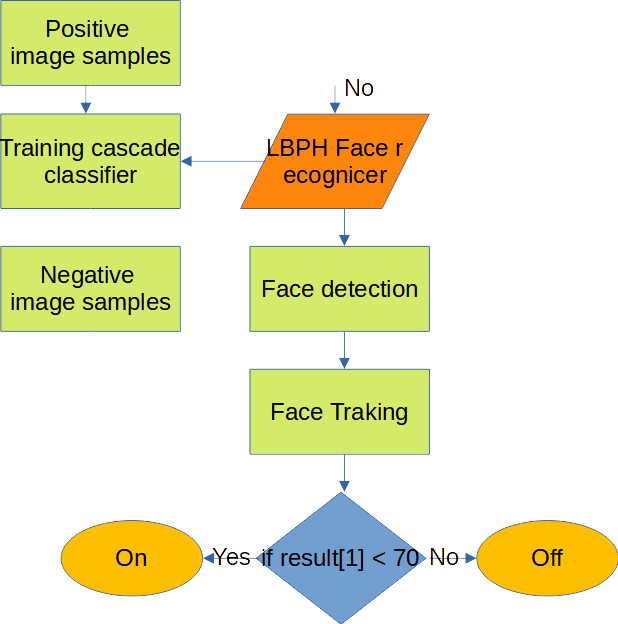 Positive
image samples
No
Training cascade
classifier
LBPH Face r
ecognicer
Negative
image samples
Face detection
Face Traking
On
Yes
if result[1] < 70
No
Off